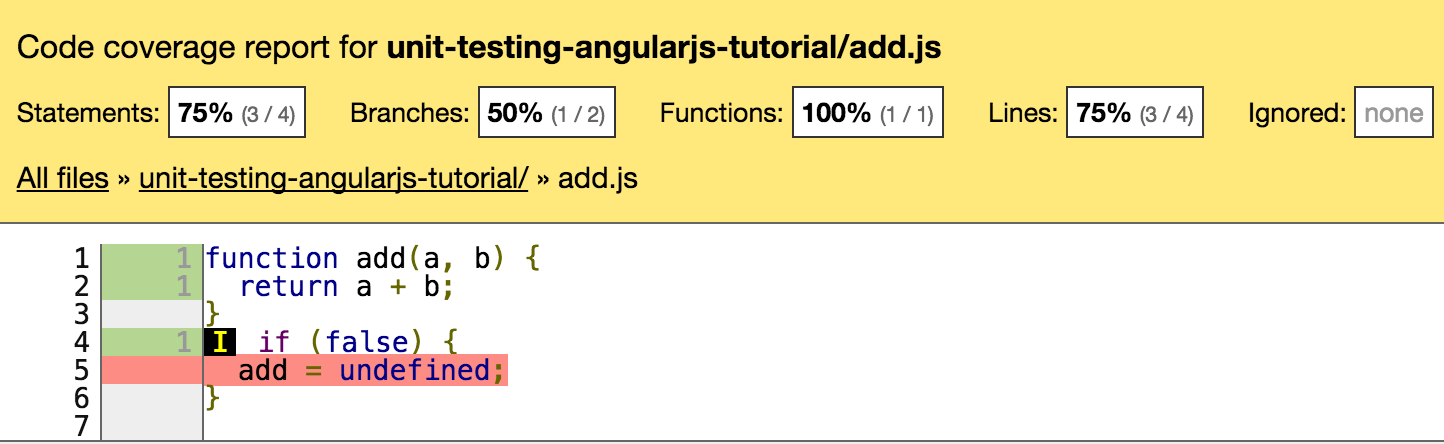 Code coverage report for unit-testing-angularjs-tutorial/add.js
Statements: 75% (3 / 4) Branches: 50% (1 / 2) Functions: 100% (1 / 1) Lines: 75% (3 / 4) Ignored: none
All files » unit-testing-angularjs-tutorial/ » add.js
1 1 function add(a, b) {
2 1 return a + b;
3 }
4 1 I if (false) {
5 add = undefined;
6 }
7